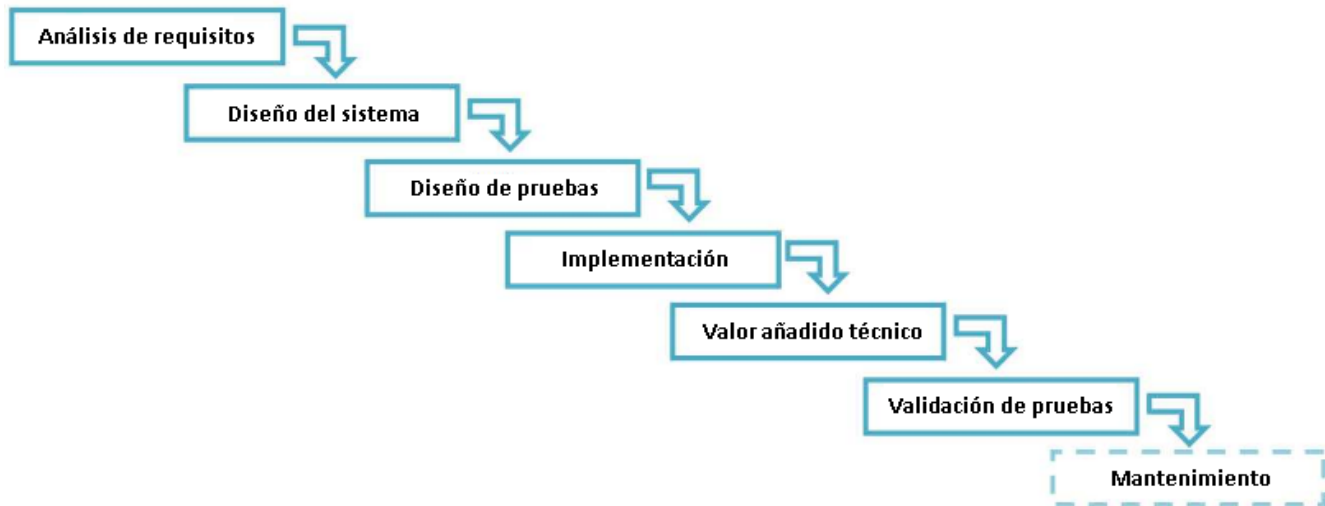 Análisis de requisitos
Diseño del sistema
Diseño de pruebas
Implementación
Valor añadido técnico
Validación de pruebas
Mantenimiento